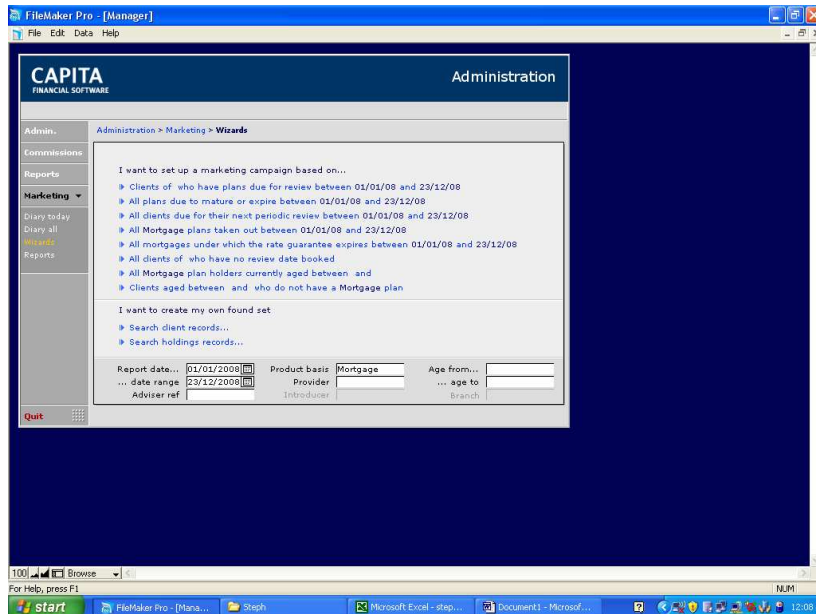 FileMaker Pro - [Manager]
File Edit Data Help
CAPITA
FINANCIAL SOFTWARE
Administration
Admin.
Commissions
Reports
Marketing
Diary today
Diary all
Wizards
Reports
Quit
Administration > Marketing > Wizards
I want to set up a marketing campaign based on...
Clients of who have plans due for review between 01/01/08 and 23/12/08
All plans due to mature or expire between 01/01/08 and 23/12/08
All clients due for their next periodic review between 01/01/08 and 23/12/08
All Mortgage plans taken out between 01/01/08 and 23/12/08
All mortgages under which the rate guarantee expires between 01/01/08 and 23/12/08
All clients of who have no review date booked
All Mortgage plan holders currently aged between and
Clients aged between and who do not have a Mortgage plan
I want to create my own found set
Search client records...
Search holdings records...
Report date... 01/01/2008 Product basis Mortgage Age from...
... date range 23/12/2008 Provider ... age to
Adviser ref Introducer Branch
100 Browse
For Help, press F1 NUM
start FileMaker Pro - [Mana... Steph Microsoft Excel - step... Document1 - Microsof... 12:08